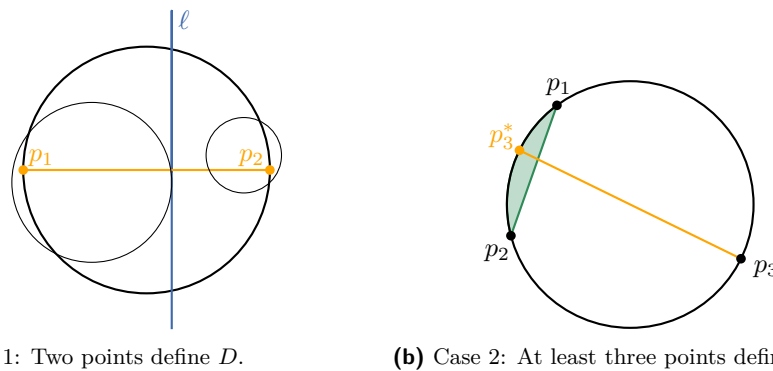 ℓ
p₁
p₂
1: Two points define D.
p₁
p₃*
p₂
p₃
(b) Case 2: At least three points defin